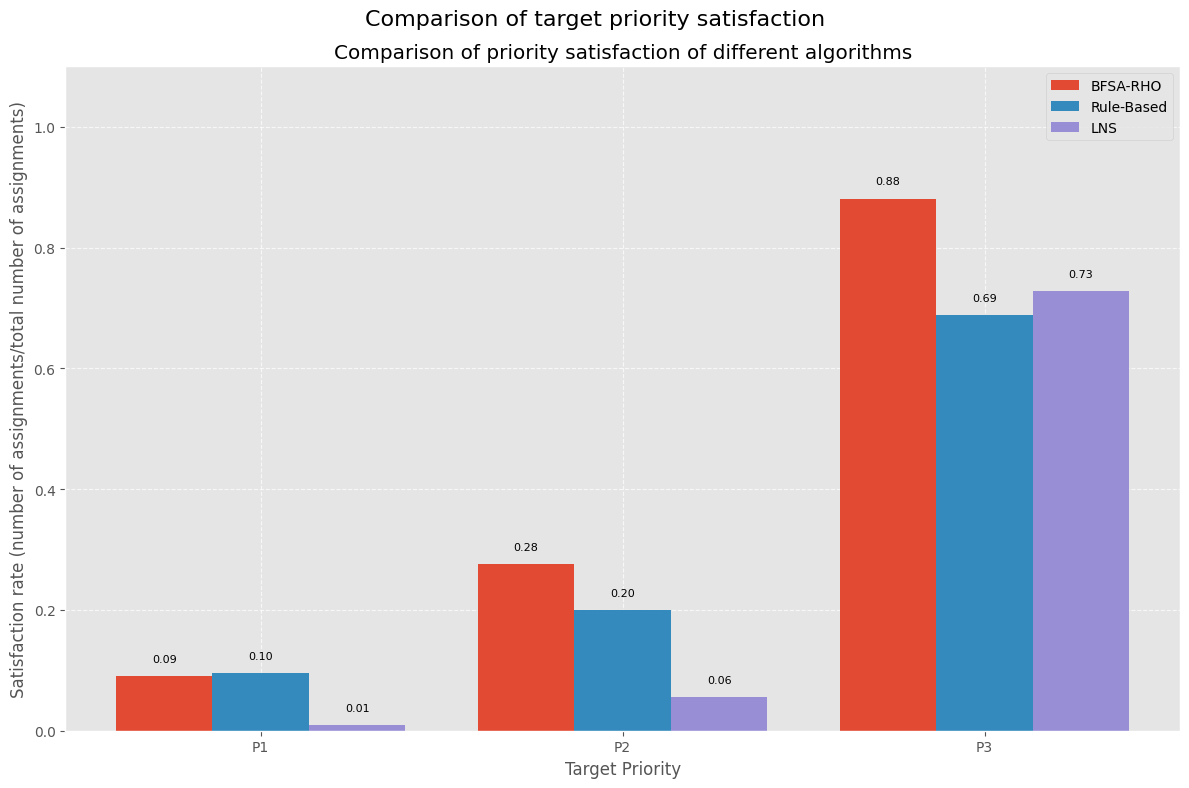 Comparison of target priority satisfaction
Comparison of priority satisfaction of different algorithms
Satisfaction rate (number of assignments/total number of assignments)
1.0
0.8
0.6
0.4
0.2
0.0
BFSA-RHO
Rule-Based
LNS
0.09
0.10
0.01
0.28
0.20
0.06
0.88
0.69
0.73
P1
P2
P3
Target Priority